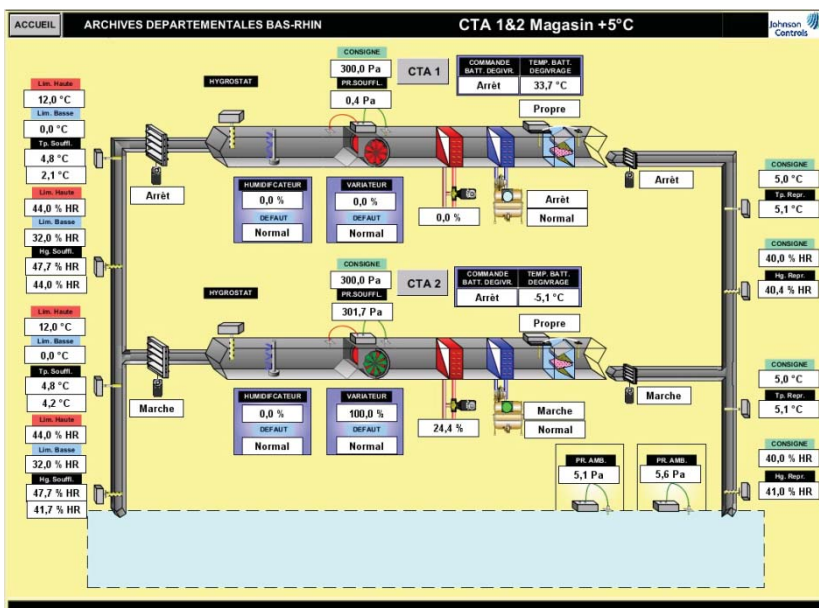 ACCUEIL
ARCHIVES DEPARTEMENTALES BAS-RHIN
CTA 1&2 Magasin +5°C
Johnson
Controls
Lim. Haute
12,0 °C
Lim. Basse
0,0 °C
Tp. Souffl.
4,8 °C
2,1 °C
Lim. Haute
44,0 % HR
Lim. Basse
32,0 % HR
Hg. Souffl.
47,7 % HR
44,0 % HR
Arrèt
HYGROSTAT
CONSIGNE
300,0 Pa
PR.SOUFFL.
0,4 Pa
CTA 1
COMMANDE
BATT. DEGIVR.
TEMP. BATT.
DEGIVRAGE
Arrèt
33,7 °C
Propre
HUMIDIFCATEUR
0,0 %
DEFAUT
Normal
VARIATEUR
0,0 %
DEFAUT
Normal
0,0 %
Arrèt
Normal
Arrèt
CONSIGNE
5,0 °C
Tp. Repr.
5,1 °C
CONSIGNE
40,0 % HR
Hg. Repr.
40,4 % HR
Lim. Haute
12,0 °C
Lim. Basse
0,0 °C
Tp. Souffl.
4,8 °C
4,2 °C
Lim. Haute
44,0 % HR
Lim. Basse
32,0 % HR
Hg. Souffl.
47,7 % HR
41,7 % HR
Marche
HYGROSTAT
CONSIGNE
300,0 Pa
PR.SOUFFL.
301,7 Pa
CTA 2
COMMANDE
BATT. DEGIVR.
TEMP. BATT.
DEGIVRAGE
Arrèt
-5,1 °C
Propre
HUMIDIFCATEUR
0,0 %
DEFAUT
Normal
VARIATEUR
100,0 %
DEFAUT
Normal
24,4 %
Marche
Normal
Marche
CONSIGNE
5,0 °C
Tp. Repr.
5,1 °C
CONSIGNE
40,0 % HR
Hg. Repr.
41,0 % HR
PR. AMB.
5,1 Pa
PR. AMB.
5,6 Pa